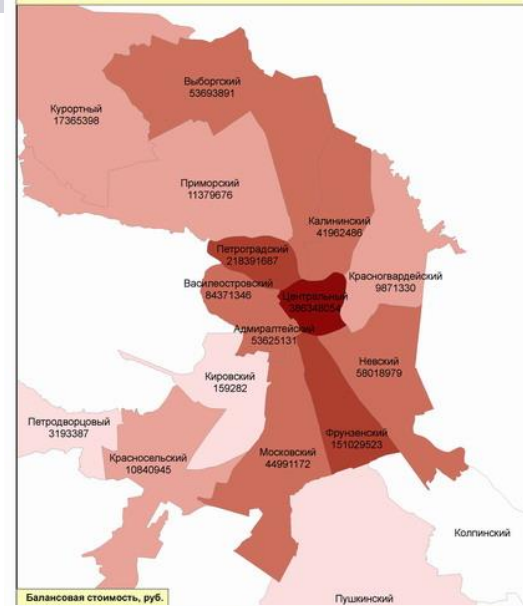 Выборгский
53693891
Курортный
17365398
Приморский
11379676
Калининский
41962486
Петроградский
218391687
Красногвардейский
9871330
Василеостровский
84371346
Центральный
386348054
Адмиралтейский
53625131
Невский
58018979
Кировский
159282
Петродворцовый
3193387
Фрунзенский
151029523
Красносельский
10840945
Московский
44991172
Колпинский
Балансовая стоимость, руб.
Пушкинский